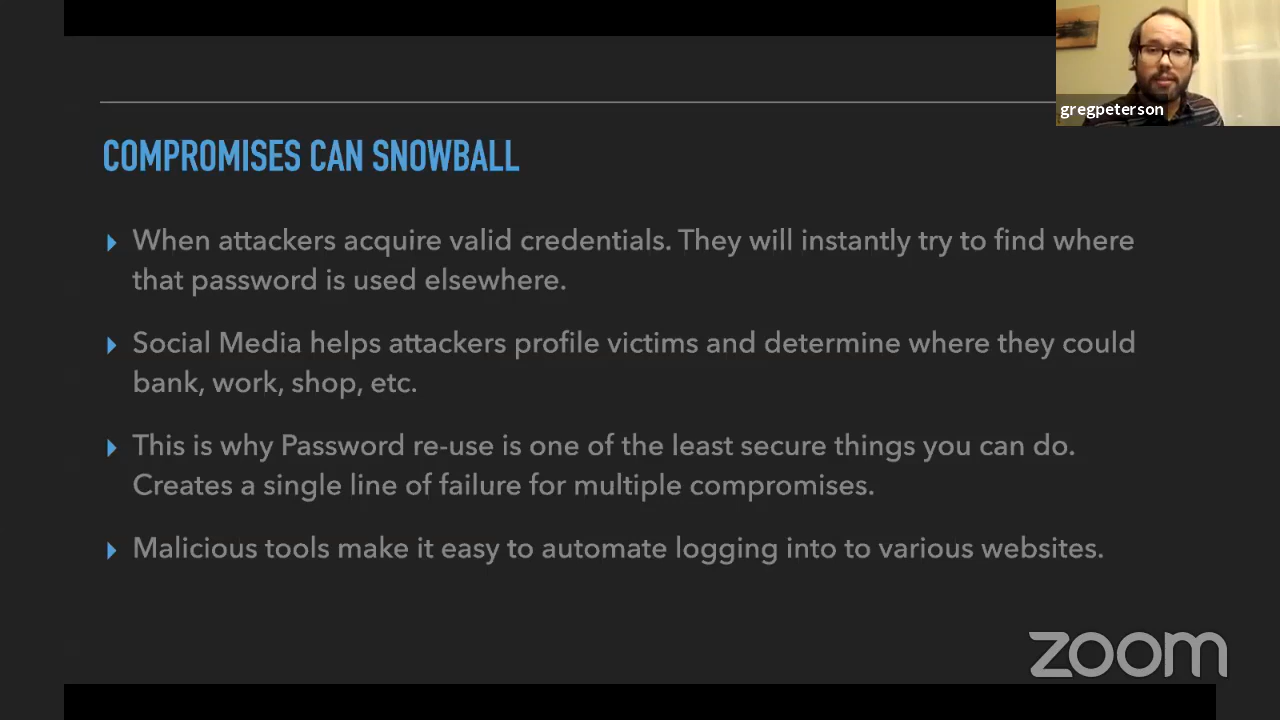 gregpeterson
COMPROMISES CAN SNOWBALL
When attackers acquire valid credentials. They will instantly try to find where
that password is used elsewhere.
Social Media helps attackers profile victims and determine where they could
bank, work, shop, etc.
This is why Password re-use is one of the least secure things you can do.
Creates a single line of failure for multiple compromises.
Malicious tools make it easy to automate logging into to various websites.
zoom